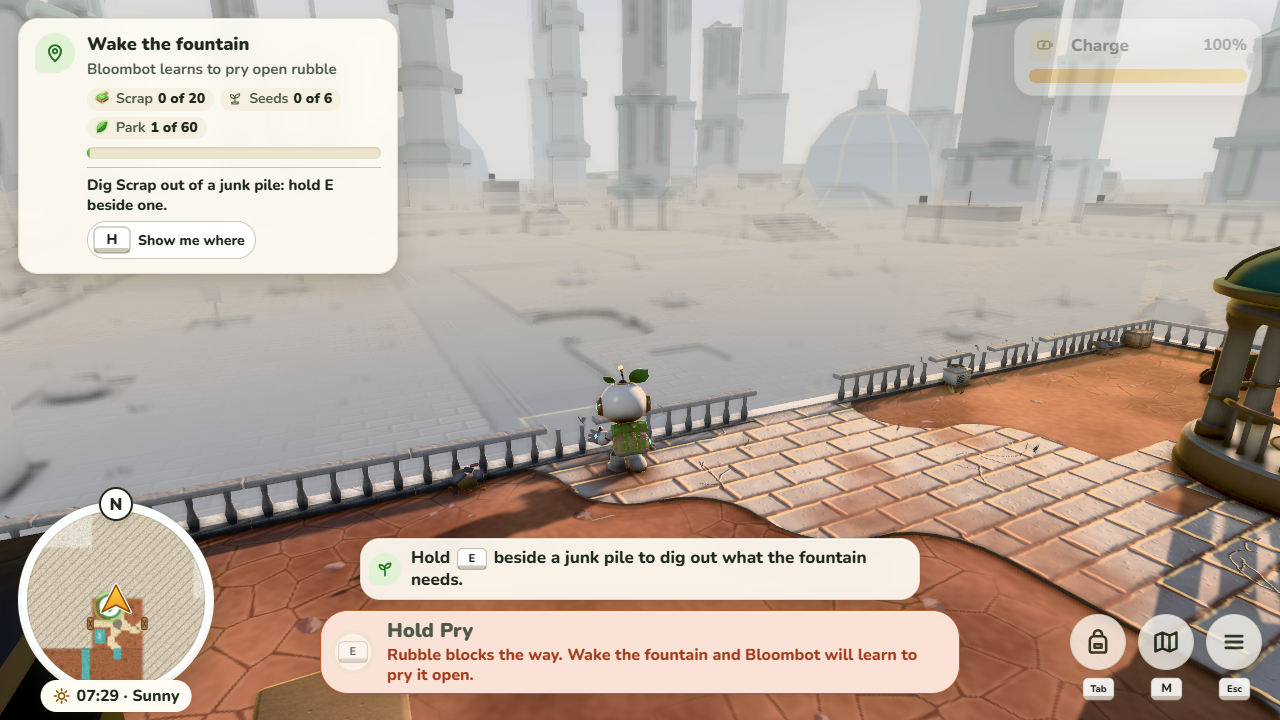 Wake the fountain
Bloombot learns to pry open rubble
Scrap 0 of 20
Seeds 0 of 6
Park 1 of 60
Dig Scrap out of a junk pile: hold E
beside one.
H Show me where
Charge 100%
N
07:29 · Sunny
Hold E beside a junk pile to dig out what the fountain
needs.
E Hold Pry
Rubble blocks the way. Wake the fountain and Bloombot will learn to
pry it open.
Tab
M
Esc